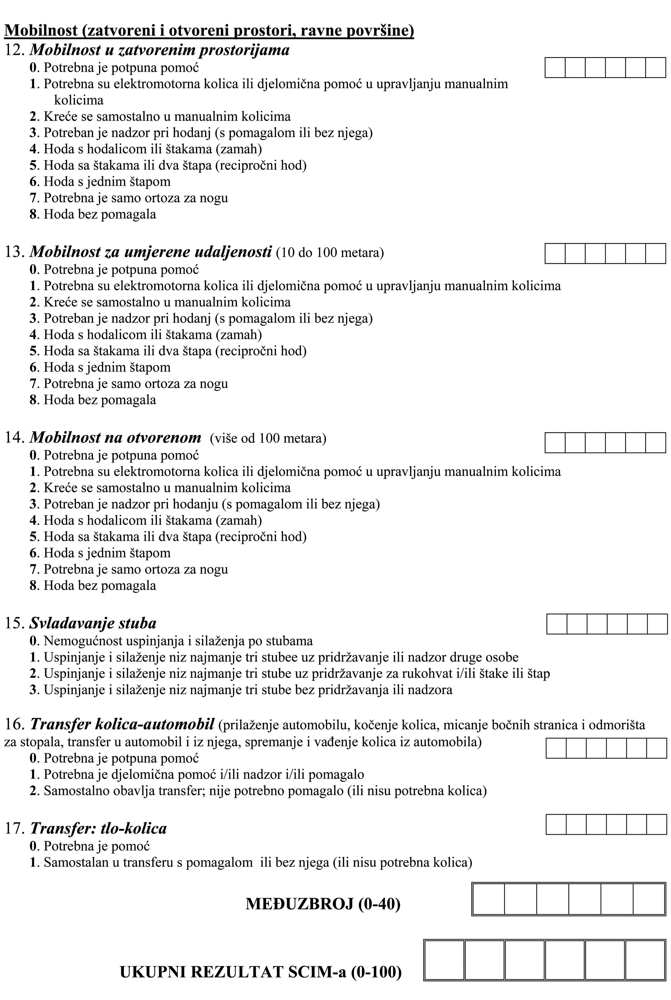 Mobilnost (zatvoreni i otvoreni prostori, ravne površine)
12. Mobilnost u zatvorenim prostorijama
0. Potrebna je potpuna pomoć
1. Potrebna su elektromotorna kolica ili djelomična pomoć u upravljanju manualnim
kolicima
2. Kreće se samostalno u manualnim kolicima
3. Potreban je nadzor pri hodanj (s pomagalom ili bez njega)
4. Hoda s hodalicom ili štakama (zamah)
5. Hoda sa štakama ili dva štapa (recipročni hod)
6. Hoda s jednim štapom
7. Potrebna je samo ortoza za nogu
8. Hoda bez pomagala
13. Mobilnost za umjerene udaljenosti (10 do 100 metara)
0. Potrebna je potpuna pomoć
1. Potrebna su elektromotorna kolica ili djelomična pomoć u upravljanju manualnim kolicima
2. Kreće se samostalno u manualnim kolicima
3. Potreban je nadzor pri hodanj (s pomagalom ili bez njega)
4. Hoda s hodalicom ili štakama (zamah)
5. Hoda sa štakama ili dva štapa (recipročni hod)
6. Hoda s jednim štapom
7. Potrebna je samo ortoza za nogu
8. Hoda bez pomagala
14. Mobilnost na otvorenom (više od 100 metara)
0. Potrebna je potpuna pomoć
1. Potrebna su elektromotorna kolica ili djelomična pomoć u upravljanju manualnim kolicima
2. Kreće se samostalno u manualnim kolicima
3. Potreban je nadzor pri hodanju (s pomagalom ili bez njega)
4. Hoda s hodalicom ili štakama (zamah)
5. Hoda sa štakama ili dva štapa (recipročni hod)
6. Hoda s jednim štapom
7. Potrebna je samo ortoza za nogu
8. Hoda bez pomagala
15. Svladavanje stuba
0. Nemogućnost uspinjanja i silaženja po stubama
1. Uspinjanje i silaženje niz najmanje tri stubee uz pridržavanje ili nadzor druge osobe
2. Uspinjanje i silaženje niz najmanje tri stube uz pridržavanje za rukohvat i/ili štake ili štap
3. Uspinjanje i silaženje niz najmanje tri stube bez pridržavanja ili nadzora
16. Transfer kolica-automobil (prilaženje automobilu, kočenje kolica, micanje bočnih stranica i odmorišta
za stopala, transfer u automobil i iz njega, spremanje i vađenje kolica iz automobila)
0. Potrebna je potpuna pomoć
1. Potrebna je djelomična pomoć i/ili nadzor i/ili pomagalo
2. Samostalno obavlja transfer; nije potrebno pomagalo (ili nisu potrebna kolica)
17. Transfer: tlo-kolica
0. Potrebna je pomoć
1. Samostalan u transferu s pomagalom ili bez njega (ili nisu potrebna kolica)
MEĐUZBROJ (0-40)
UKUPNI REZULTAT SCIM-a (0-100)